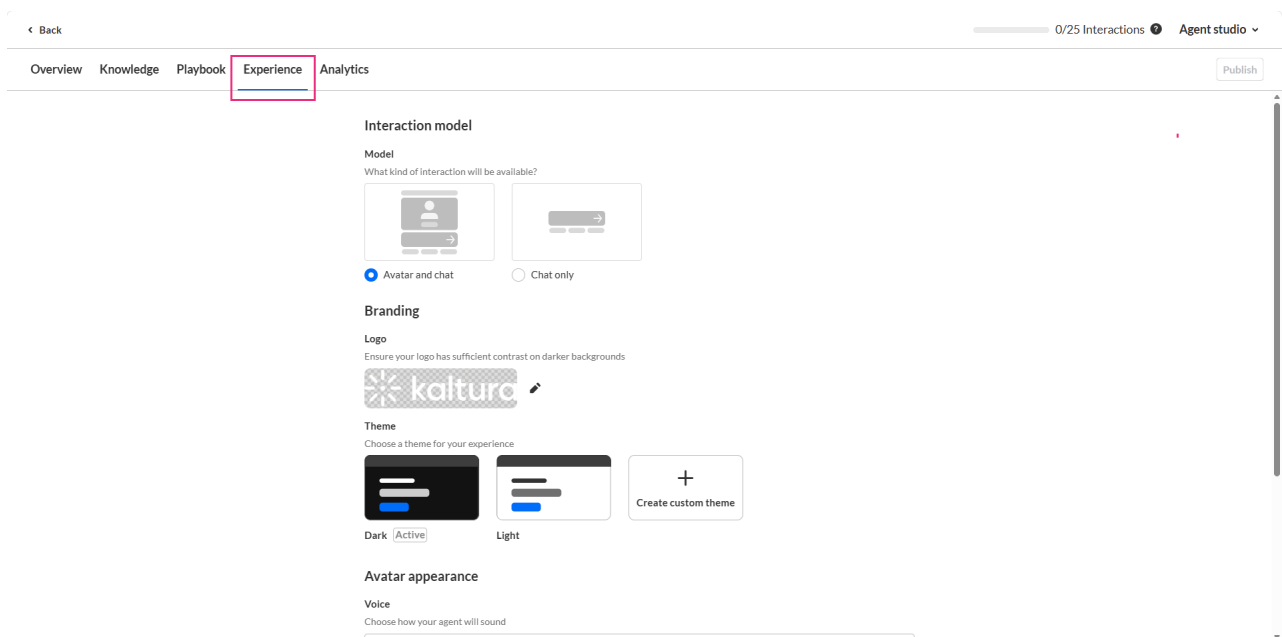 Back
0/25 Interactions ? Agent studio
Overview Knowledge Playbook Experience Analytics
Publish
Interaction model
Model
What kind of interaction will be available?
Avatar and chat
Chat only
Branding
Logo
Ensure your logo has sufficient contrast on darker backgrounds
kaltura
Theme
Choose a theme for your experience
Create custom theme
Dark Active
Light
Avatar appearance
Voice
Choose how your agent will sound